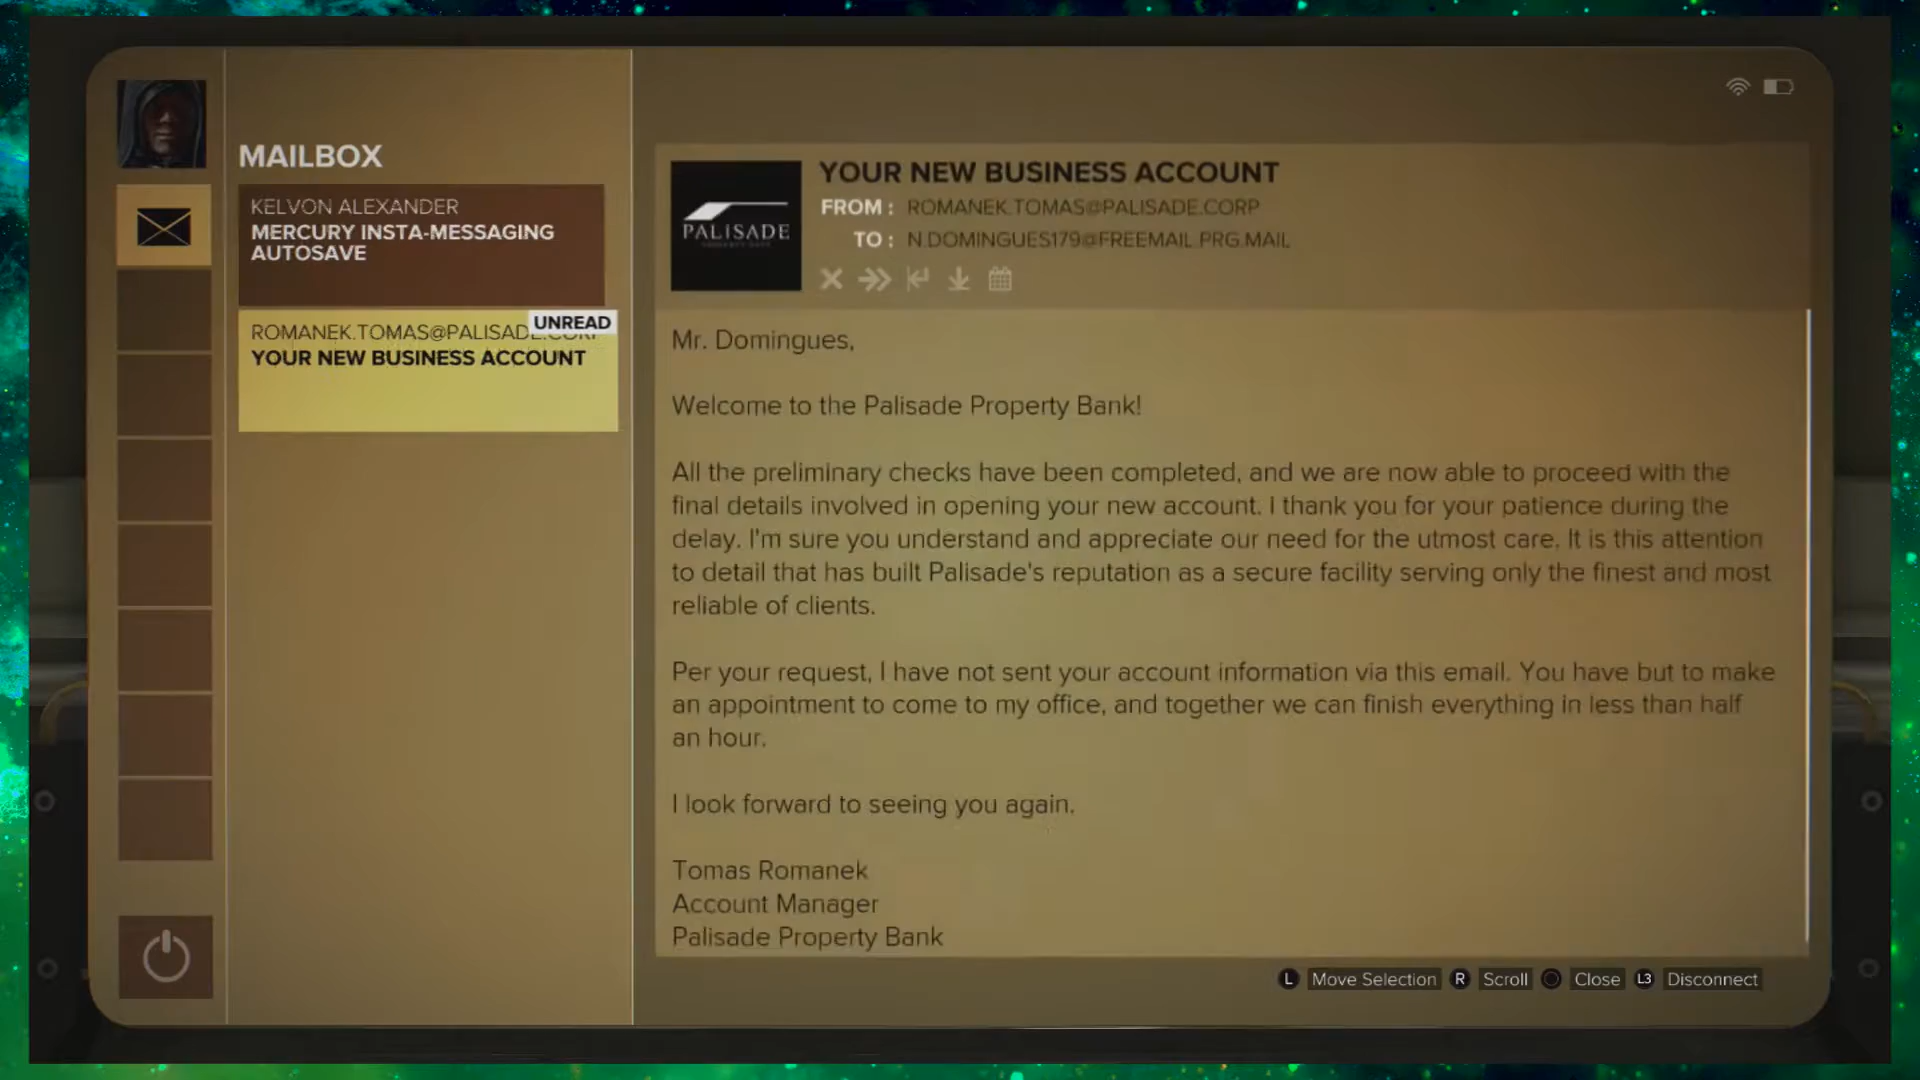 MAILBOX
KELVON ALEXANDER
MERCURY INSTA-MESSAGING
AUTOSAVE
UNREAD
ROMANEK.TOMAS@PALISADE.CORP
YOUR NEW BUSINESS ACCOUNT
PALISADE
YOUR NEW BUSINESS ACCOUNT
FROM : ROMANEK.TOMAS@PALISADE.CORP
TO : N.DOMINGUES179@FREEMAIL.PRG.MAIL
Mr. Domingues,
Welcome to the Palisade Property Bank!
All the preliminary checks have been completed, and we are now able to proceed with the
final details involved in opening your new account. I thank you for your patience during the
delay. I'm sure you understand and appreciate our need for the utmost care. It is this attention
to detail that has built Palisade's reputation as a secure facility serving only the finest and most
reliable of clients.
Per your request, I have not sent your account information via this email. You have but to make
an appointment to come to my office, and together we can finish everything in less than half
an hour.
I look forward to seeing you again.
Tomas Romanek
Account Manager
Palisade Property Bank
L Move Selection R Scroll Close L3 Disconnect